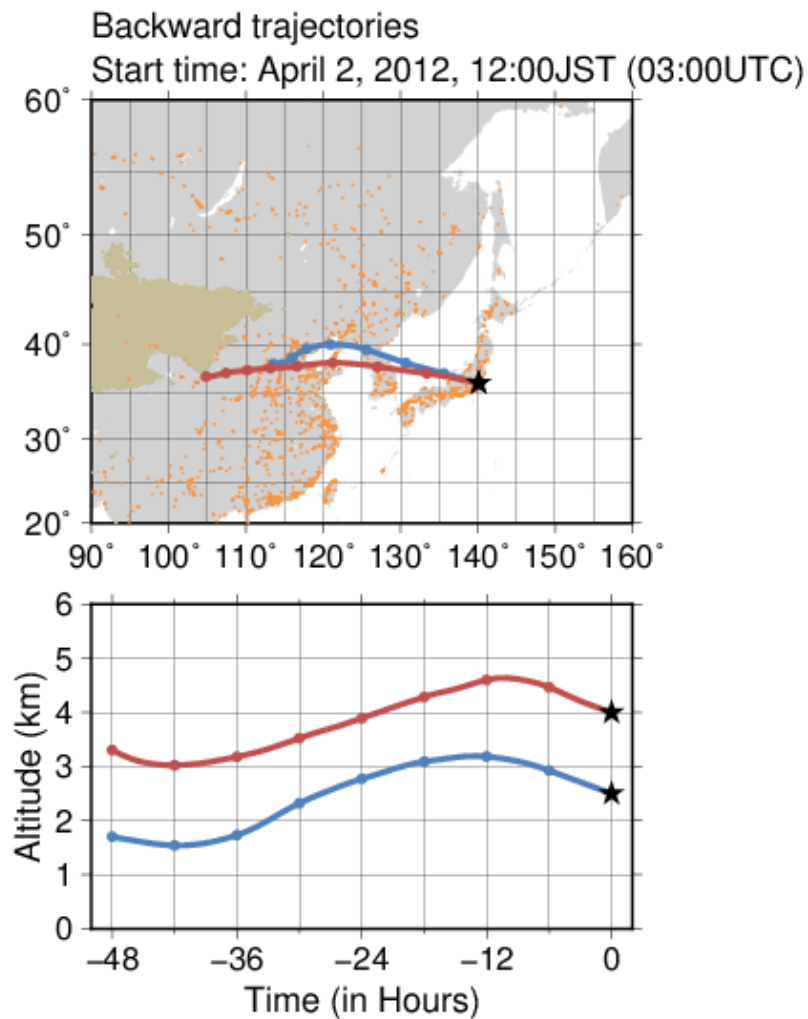 Backward trajectories
Start time: April 2, 2012, 12:00JST (03:00UTC)
60°
50°
40°
30°
20°
90° 100° 110° 120° 130° 140° 150° 160°
6
5
4
3
2
1
0
Altitude (km)
−48 −36 −24 −12 0
Time (in Hours)